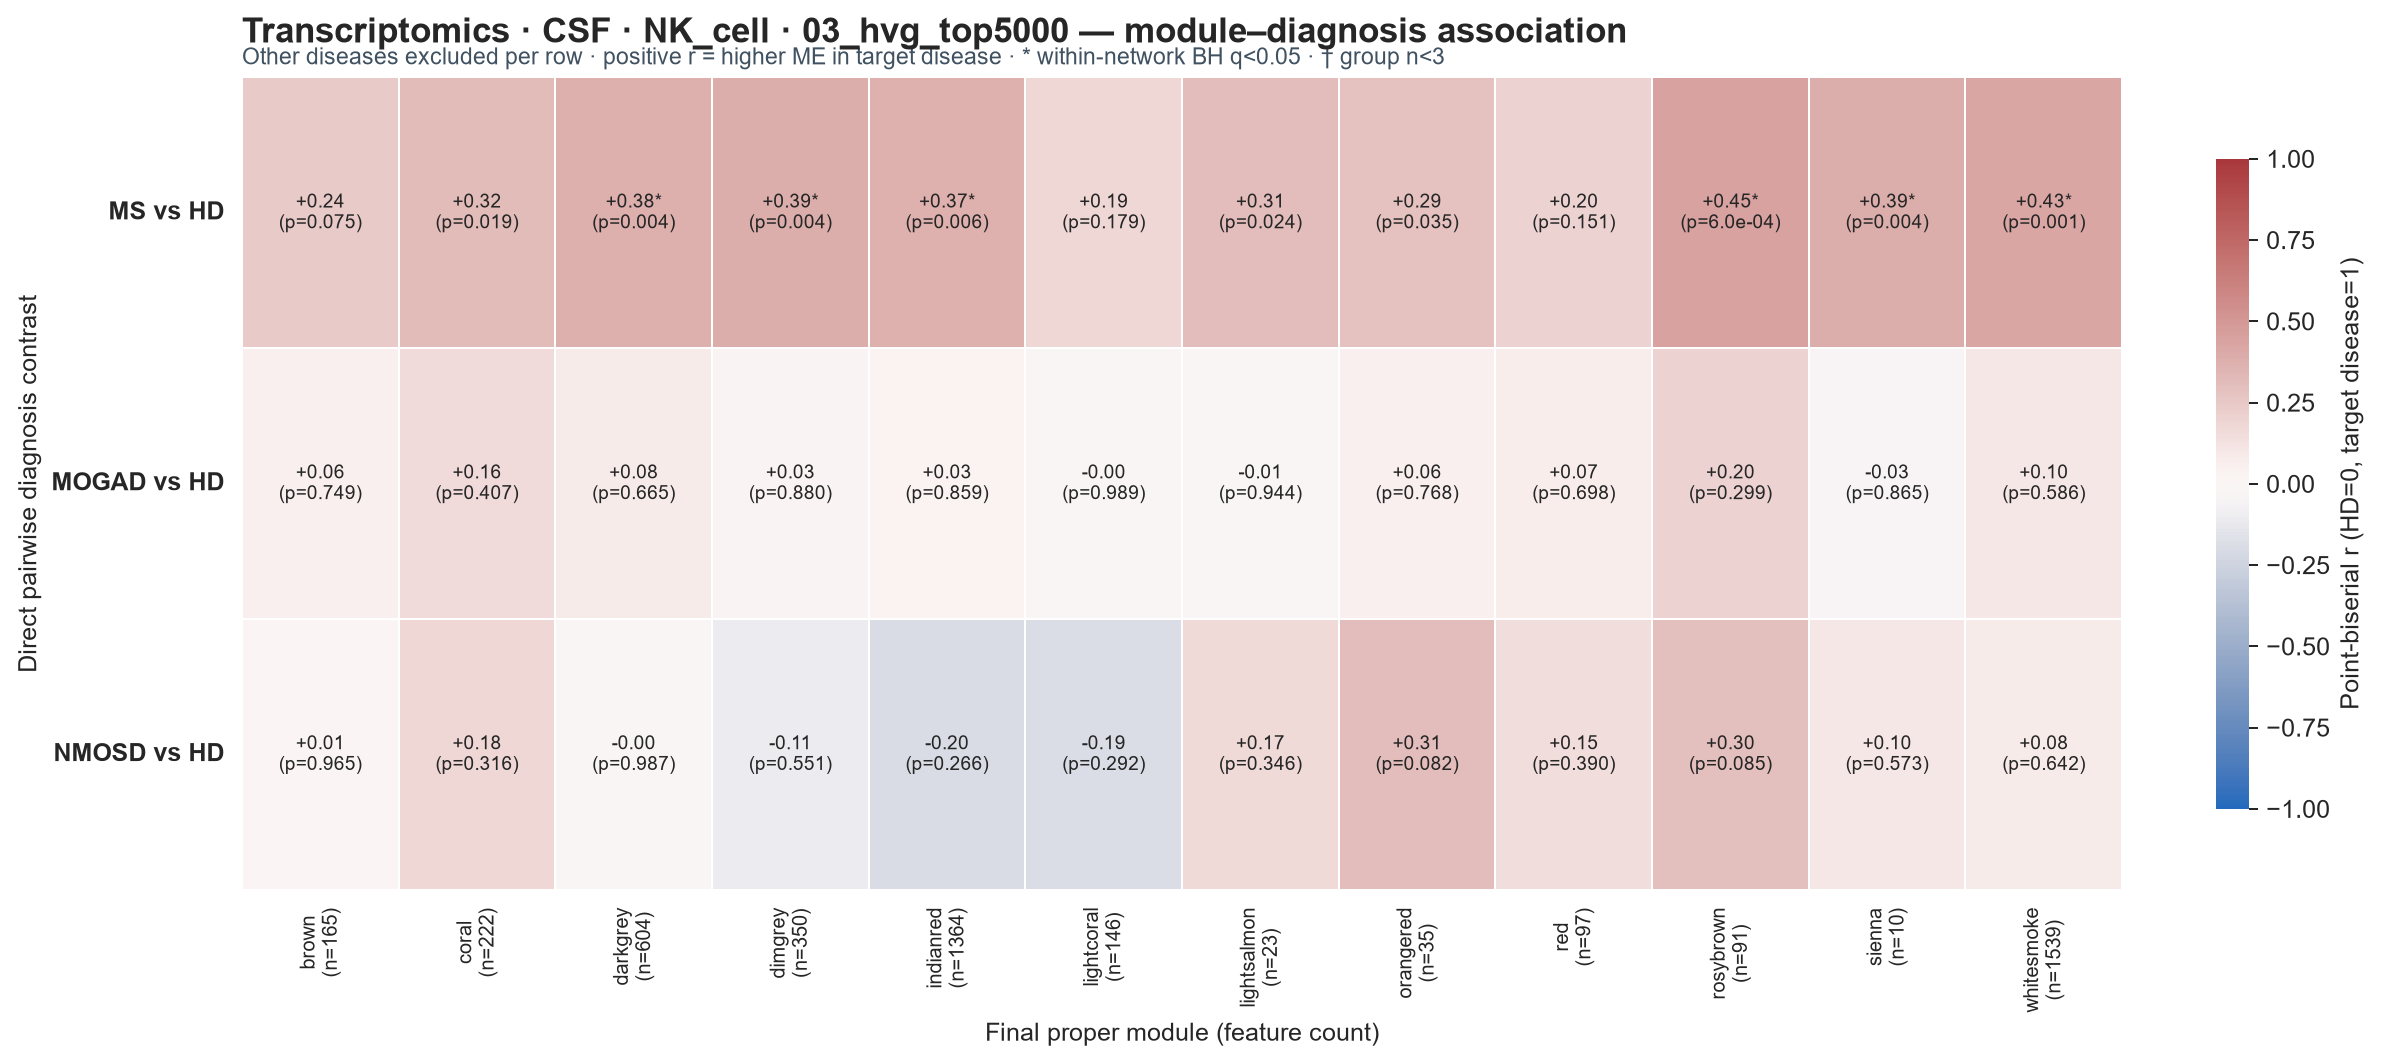 Transcriptomics · CSF · NK_cell · 03_hvg_top5000 — module–diagnosis association
Other diseases excluded per row · positive r = higher ME in target disease · * within-network BH q<0.05 · † group n<3
Direct pairwise diagnosis contrast
MS vs HD
+0.24 +0.32 +0.38* +0.39* +0.37* +0.19 +0.31 +0.29 +0.20 +0.45* +0.39* +0.43*
(p=0.075) (p=0.019) (p=0.004) (p=0.004) (p=0.006) (p=0.179) (p=0.024) (p=0.035) (p=0.151) (p=6.0e-04) (p=0.004) (p=0.001)
MOGAD vs HD
+0.06 +0.16 +0.08 +0.03 +0.03 -0.00 -0.01 +0.06 +0.07 +0.20 -0.03 +0.10
(p=0.749) (p=0.407) (p=0.665) (p=0.880) (p=0.859) (p=0.989) (p=0.944) (p=0.768) (p=0.698) (p=0.299) (p=0.865) (p=0.586)
NMOSD vs HD
+0.01 +0.18 -0.00 -0.11 -0.20 -0.19 +0.17 +0.31 +0.15 +0.30 +0.10 +0.08
(p=0.965) (p=0.316) (p=0.987) (p=0.551) (p=0.266) (p=0.292) (p=0.346) (p=0.082) (p=0.390) (p=0.085) (p=0.573) (p=0.642)
brown
(n=165)
coral
(n=222)
darkgrey
(n=604)
dimgrey
(n=350)
indianred
(n=1364)
lightcoral
(n=146)
lightsalmon
(n=23)
orangered
(n=35)
red
(n=97)
rosybrown
(n=91)
sienna
(n=10)
whitesmoke
(n=1539)
Final proper module (feature count)
1.00
0.75
0.50
0.25
0.00
−0.25
−0.50
−0.75
−1.00
Point-biserial r (HD=0, target disease=1)